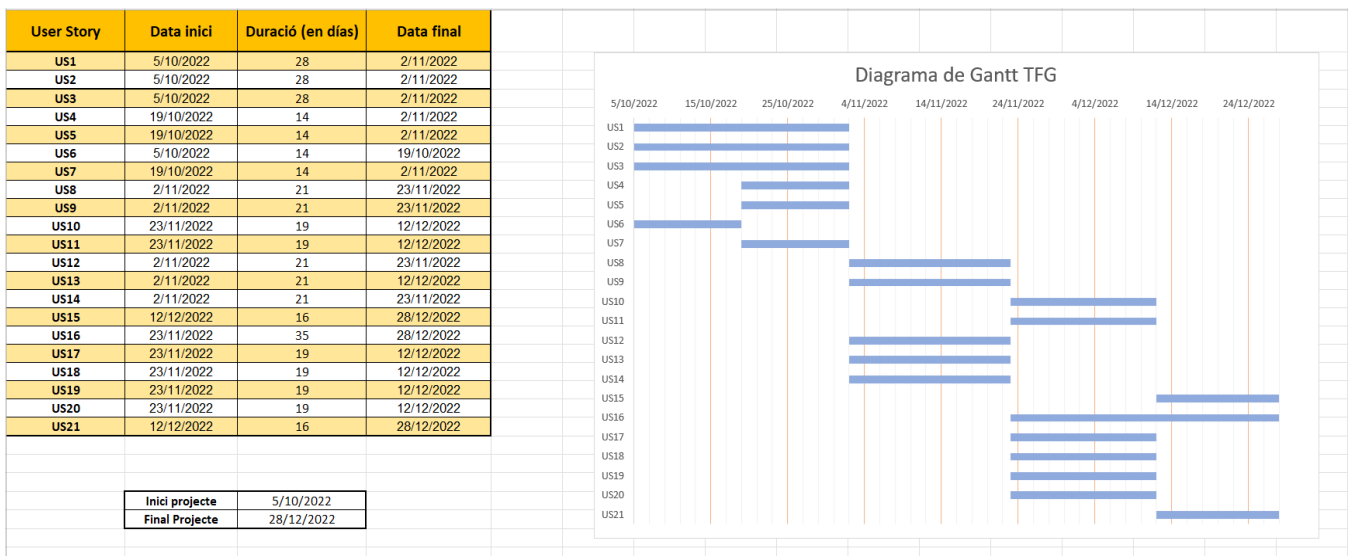 User Story Data inici Duració (en días) Data final
US1 5/10/2022 28 2/11/2022
US2 5/10/2022 28 2/11/2022
US3 5/10/2022 28 2/11/2022
US4 19/10/2022 14 2/11/2022
US5 19/10/2022 14 2/11/2022
US6 5/10/2022 14 19/10/2022
US7 19/10/2022 14 2/11/2022
US8 2/11/2022 21 23/11/2022
US9 2/11/2022 21 23/11/2022
US10 23/11/2022 19 12/12/2022
US11 23/11/2022 19 12/12/2022
US12 2/11/2022 21 23/11/2022
US13 2/11/2022 21 12/12/2022
US14 2/11/2022 21 23/11/2022
US15 12/12/2022 16 28/12/2022
US16 23/11/2022 35 28/12/2022
US17 23/11/2022 19 12/12/2022
US18 23/11/2022 19 12/12/2022
US19 23/11/2022 19 12/12/2022
US20 23/11/2022 19 12/12/2022
US21 12/12/2022 16 28/12/2022
Inici projecte 5/10/2022
Final Projecte 28/12/2022
Diagrama de Gantt TFG
5/10/2022 15/10/2022 25/10/2022 4/11/2022 14/11/2022 24/11/2022 4/12/2022 14/12/2022 24/12/2022
US1
US2
US3
US4
US5
US6
US7
US8
US9
US10
US11
US12
US13
US14
US15
US16
US17
US18
US19
US20
US21